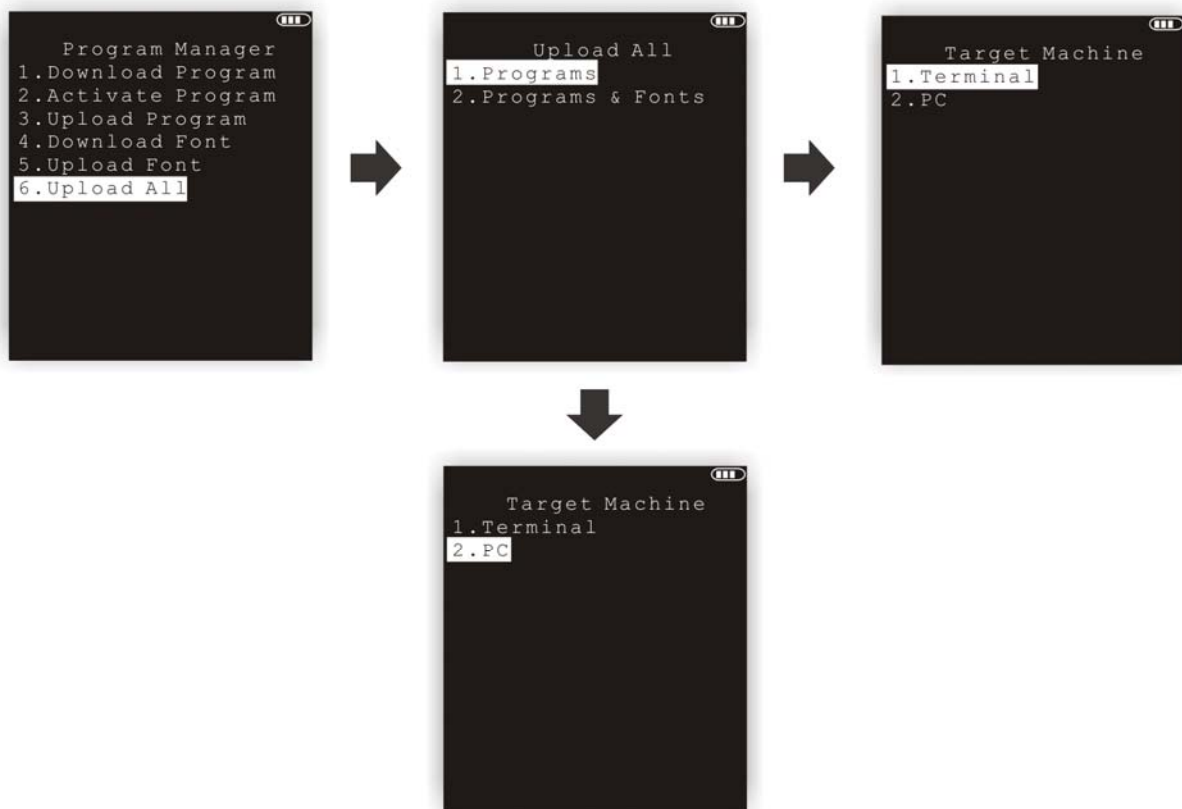 Program Manager
1.Download Program
2.Activate Program
3.Upload Program
4.Download Font
5.Upload Font
6.Upload All
Upload All
1.Programs
2.Programs & Fonts
Target Machine
1.Terminal
2.PC
Target Machine
1.Terminal
2.PC